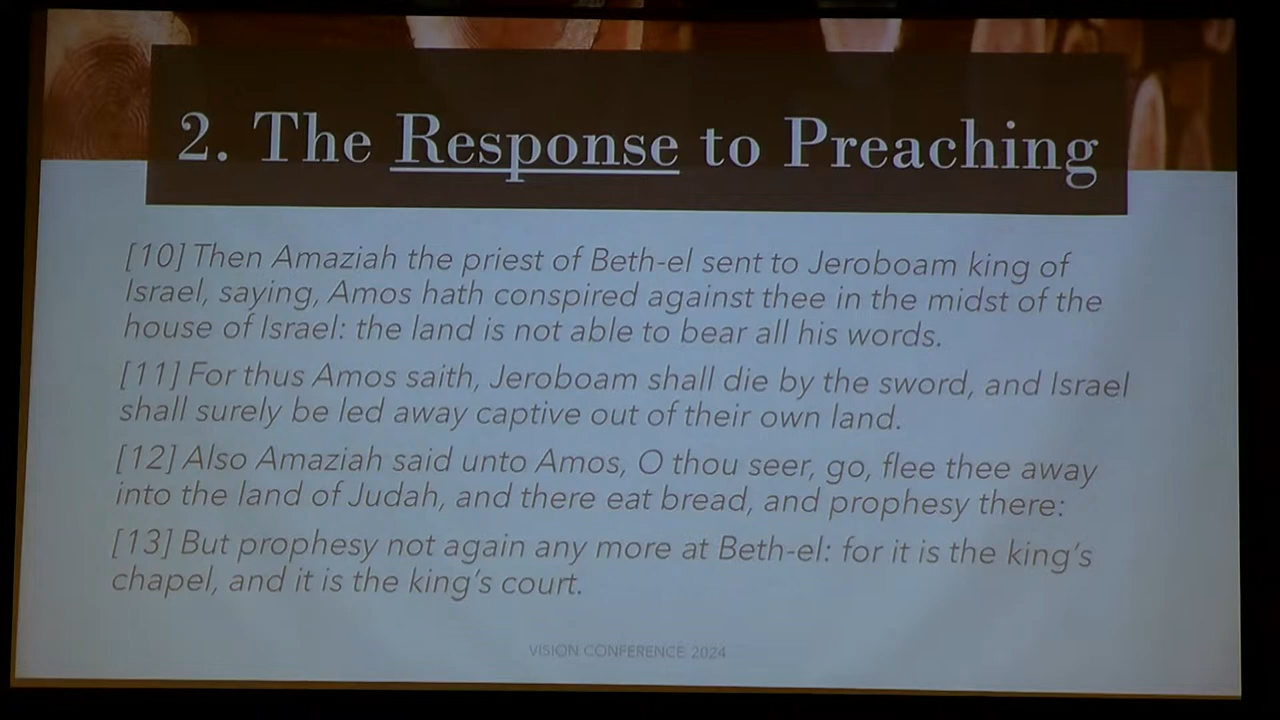 2. The Response to Preaching
[10] Then Amaziah the priest of Beth-el sent to Jeroboam king of
Israel, saying, Amos hath conspired against thee in the midst of the
house of Israel: the land is not able to bear all his words.
[11] For thus Amos saith, Jeroboam shall die by the sword, and Israel
shall surely be led away captive out of their own land.
[12] Also Amaziah said unto Amos, O thou seer, go, flee thee away
into the land of Judah, and there eat bread, and prophesy there:
[13] But prophesy not again any more at Beth-el: for it is the king's
chapel, and it is the king's court.
VISION CONFERENCE 2024